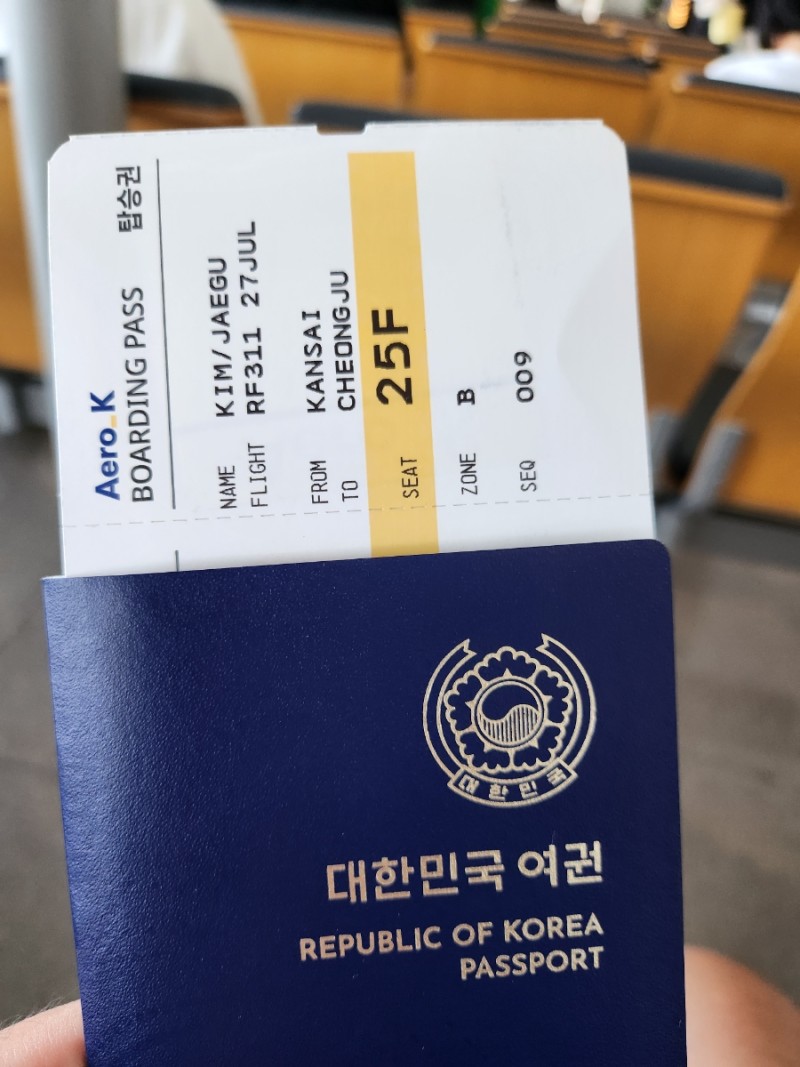 Aero_K
BOARDING PASS 탑승권
NAME KIM/JAEGU
FLIGHT RF311 27JUL
FROM KANSAI
TO CHEONGJU
SEAT 25F
ZONE B
SEQ 009
대한민국
대한민국 여권
REPUBLIC OF KOREA
PASSPORT